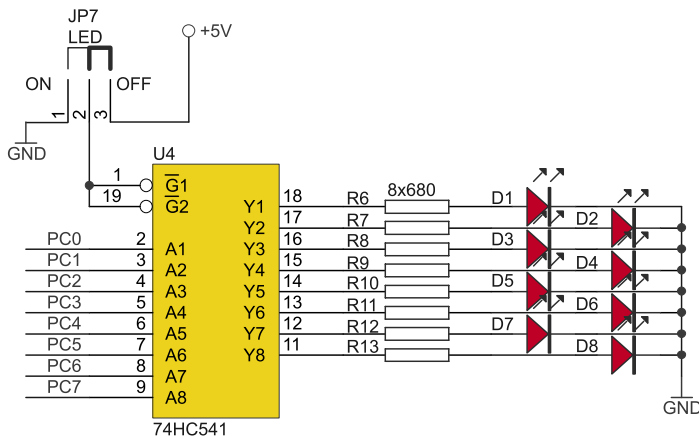 JP7
LED
+5V
ON
OFF
1
2
3
GND
U4
1
G1
19
G2
18
Y1
R6
8x680
D1
17
Y2
R7
D2
PC0
2
A1
16
Y3
R8
D3
PC1
3
A2
15
Y4
R9
D4
PC2
4
A3
14
Y5
R10
D5
PC3
5
A4
13
Y6
R11
D6
PC4
6
A5
12
Y7
R12
D7
PC5
7
A6
11
Y8
R13
D8
PC6
8
A7
PC7
9
A8
GND
74HC541